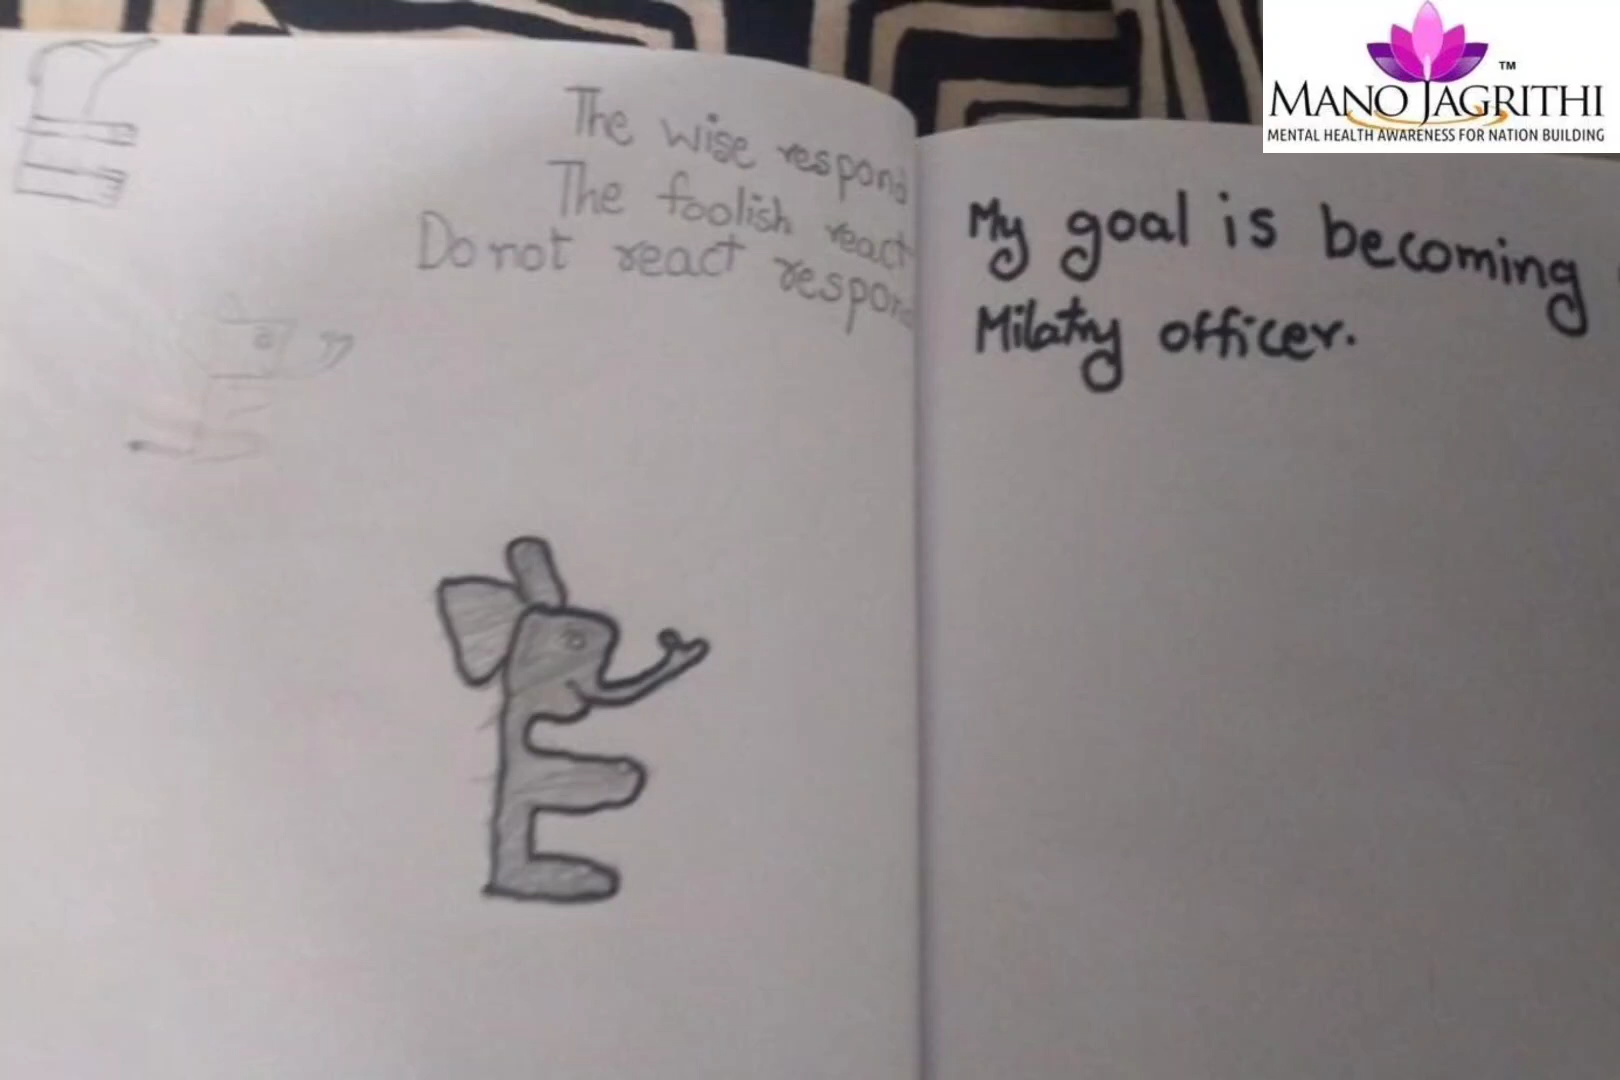 The wise respond
The foolish react
Do not react respond
My goal is becoming
Milatry officer.
MANO JAGRITHI
TM
MENTAL HEALTH AWARENESS FOR NATION BUILDING